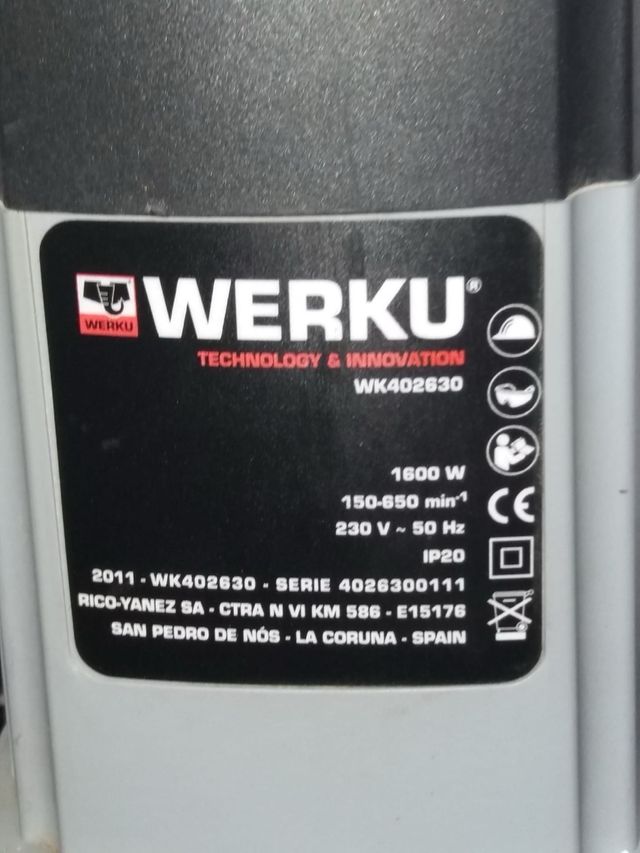 WERKU
WERKU®
TECHNOLOGY & INNOVATION
WK402630
1600 W
150-650 min-¹
230 V ~ 50 Hz
IP20
2011 - WK402630 - SERIE 4026300111
RICO-YANEZ SA - CTRA N VI KM 586 - E15176
SAN PEDRO DE NÓS - LA CORUNA - SPAIN
CE